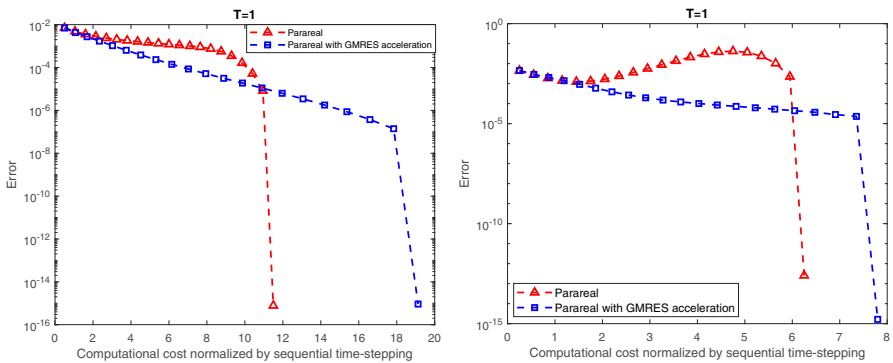 T=1
10^-2
10^-4
10^-6
10^-8
10^-10
10^-12
10^-14
10^-16
Error
0 2 4 6 8 10 12 14 16 18 20
Computational cost normalized by sequential time-stepping
Parareal
Parareal with GMRES acceleration
T=1
10^0
10^-5
10^-10
10^-15
Error
0 1 2 3 4 5 6 7 8
Computational cost normalized by sequential time-stepping
Parareal
Parareal with GMRES acceleration